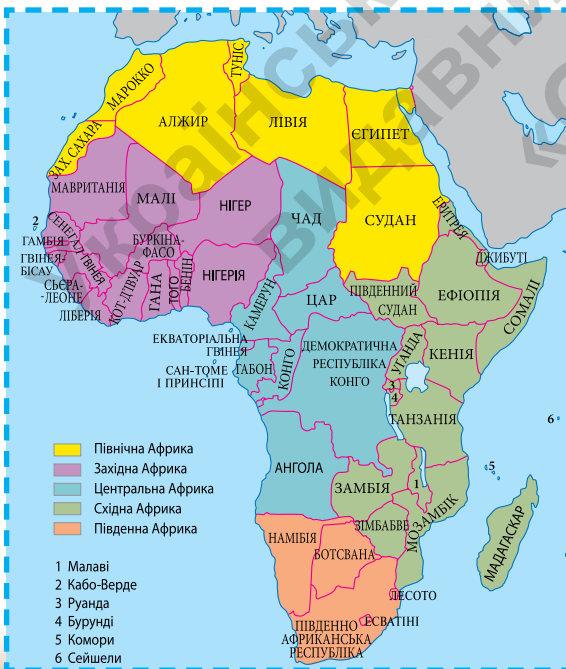 ТУНІС
МАРОККО
АЛЖИР
ЛІВІЯ
ЄГИПЕТ
ЗАХ. САХАРА
МАВРИТАНІЯ
МАЛІ
НІГЕР
ЧАД
СУДАН
ЕРИТРЕЯ
2
СЕНЕГАЛ
ГАМБІЯ
ГВІНЕЯ-
БІСАУ
ГВІНЕЯ
БУРКІНА-
ФАСО
СЬЄРА-
ЛЕОНЕ
ЛІБЕРІЯ
КОТ-Д'ІВУАР
ГАНА
ТОГО
БЕНІН
НІГЕРІЯ
КАМЕРУН
ЦАР
ПІВДЕННИЙ
СУДАН
ЕФІОПІЯ
ДЖИБУТІ
СОМАЛІ
ЕКВАТОРІАЛЬНА
ГВІНЕЯ
САН-ТОМЕ
І ПРИНСІПІ
ГАБОН
КОНГО
ДЕМОКРАТИЧНА
РЕСПУБЛІКА
КОНГО
УГАНДА
КЕНІЯ
3
4
ТАНЗАНІЯ
6
5
АНГОЛА
ЗАМБІЯ
1
МОЗАМБІК
ЗІМБАБВЕ
МАДАГАСКАР
НАМІБІЯ
БОТСВАНА
ЛЕСОТО
ЕСВАТІНІ
ПІВДЕННО
АФРИКАНСЬКА
РЕСПУБЛІКА
Північна Африка
Західна Африка
Центральна Африка
Східна Африка
Південна Африка
1 Малаві
2 Кабо-Верде
3 Руанда
4 Бурунді
5 Комори
6 Сейшели